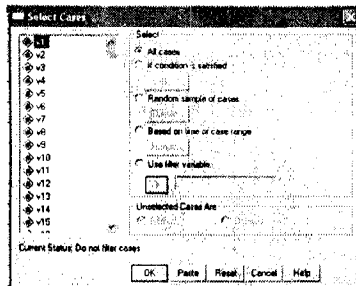 Select Cases
v1
v2
v3
v4
v5
v6
v7
v8
v9
v10
v11
v12
v13
v14
v15
Select
All cases
If condition is satisfied
Random sample of cases
Based on time or case range
Use filter variable:
Unselected Cases Are
Current Status: Do not filter cases
OK
Paste
Reset
Cancel
Help